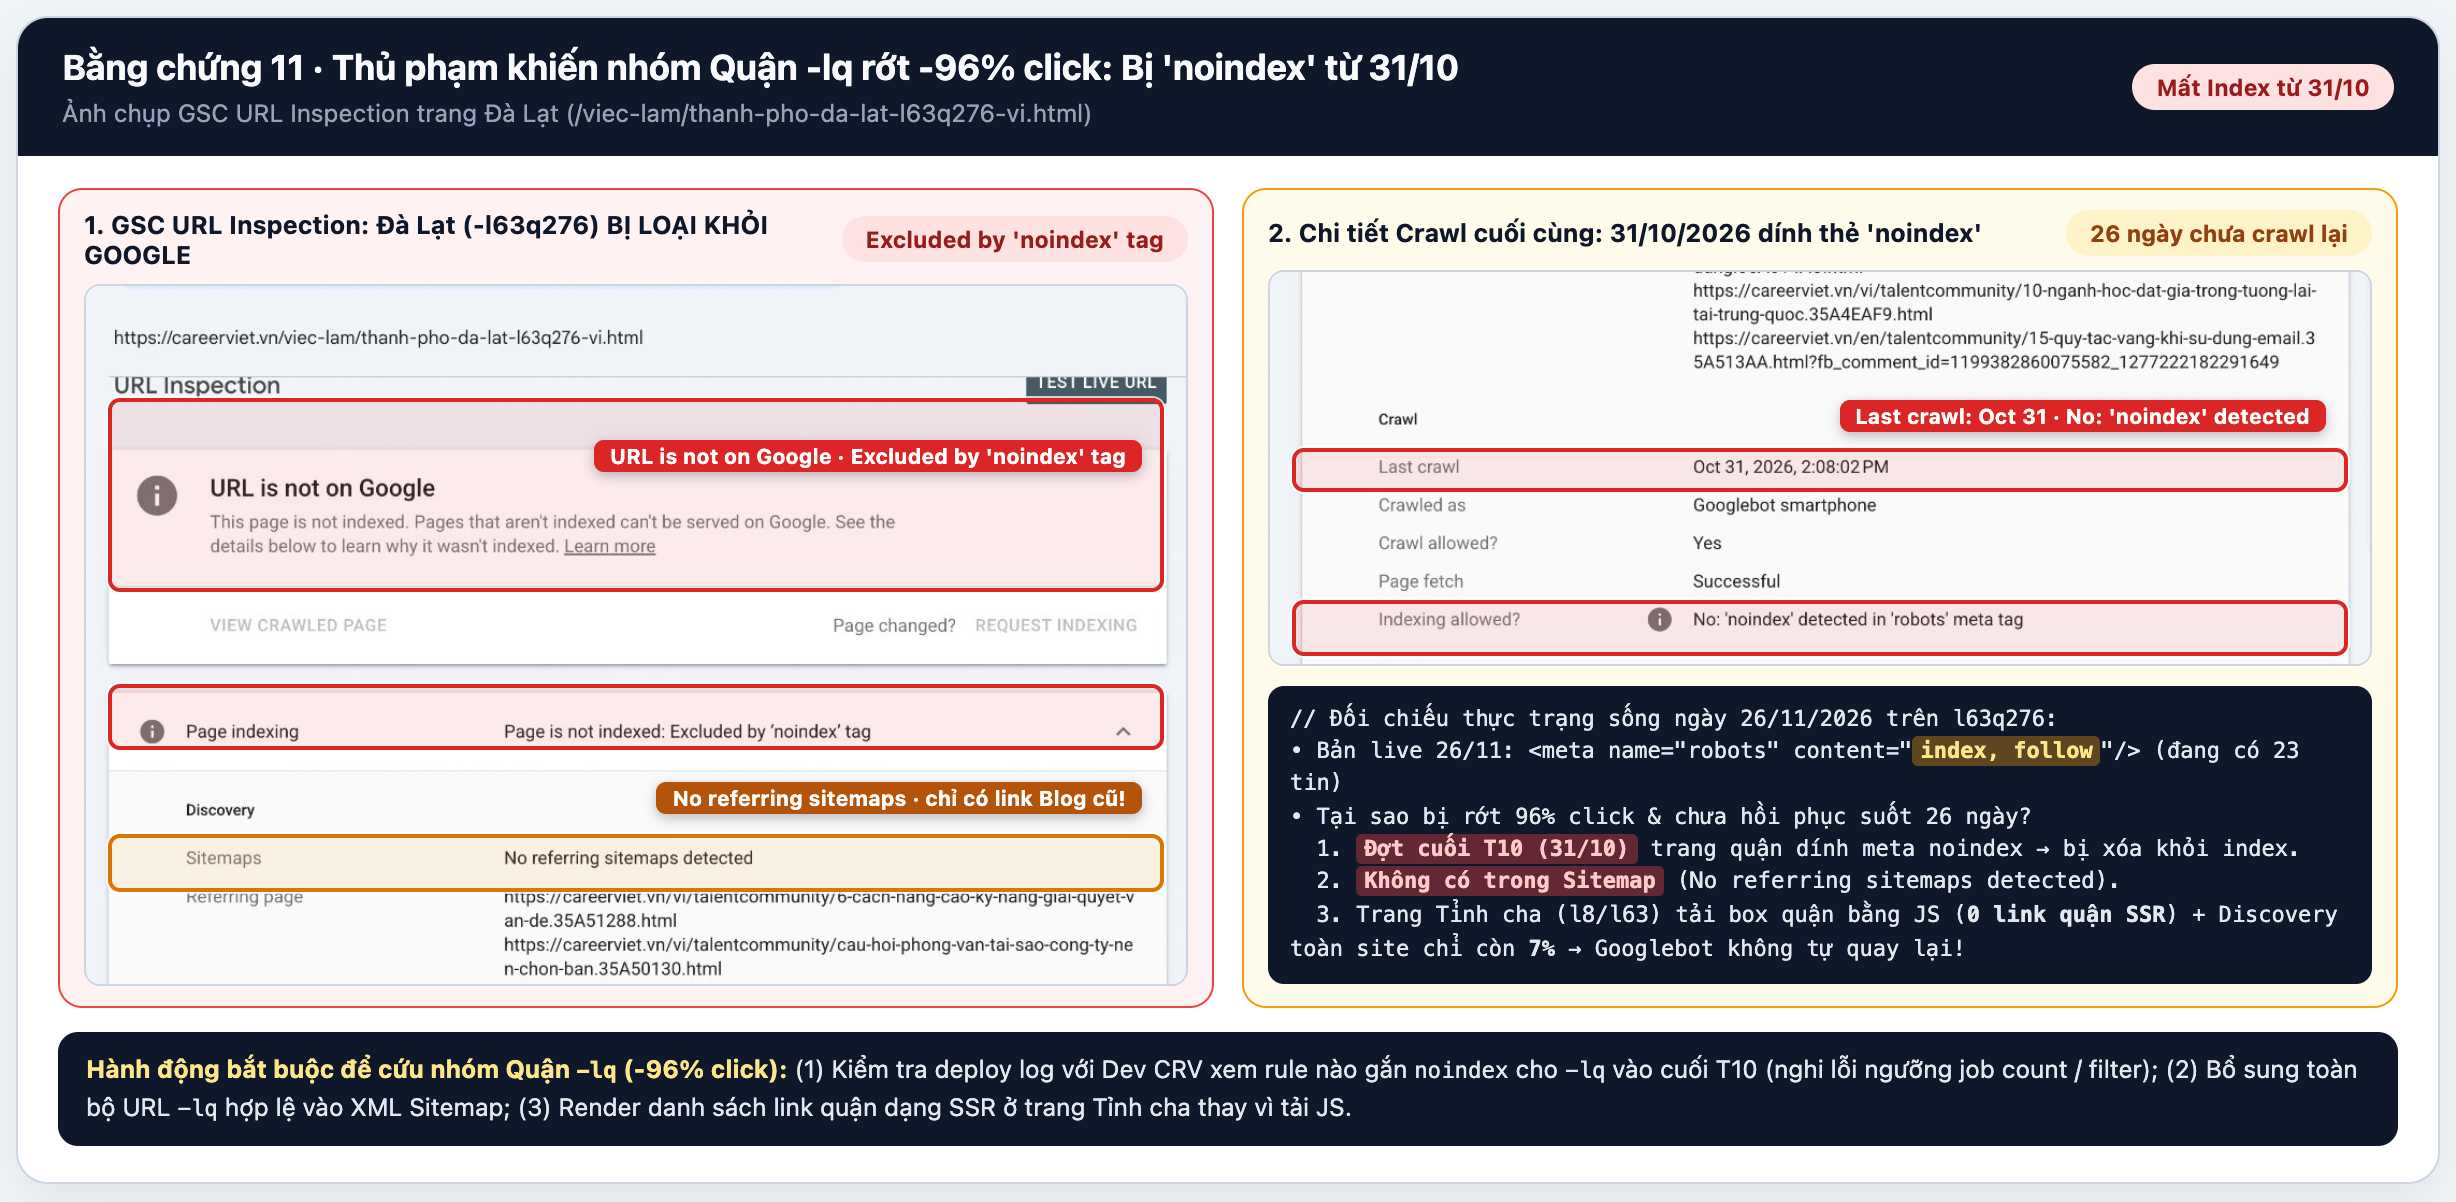 Bằng chứng 11 · Thủ phạm khiến nhóm Quận -lq rớt -96% click: Bị 'noindex' từ 31/10
Ảnh chụp GSC URL Inspection trang Đà Lạt (/viec-lam/thanh-pho-da-lat-l63q276-vi.html)
Mất Index từ 31/10
1. GSC URL Inspection: Đà Lạt (-l63q276) BỊ LOẠI KHỎI
GOOGLE
Excluded by 'noindex' tag
https://careerviet.vn/viec-lam/thanh-pho-da-lat-l63q276-vi.html
URL Inspection
TEST LIVE URL
URL is not on Google · Excluded by 'noindex' tag
URL is not on Google
This page is not indexed. Pages that aren't indexed can't be served on Google. See the
details below to learn why it wasn't indexed. Learn more
VIEW CRAWLED PAGE
Page changed? REQUEST INDEXING
Page indexing
Page is not indexed: Excluded by ‘noindex’ tag
No referring sitemaps · chỉ có link Blog cũ!
Discovery
Sitemaps
No referring sitemaps detected
Referring page
https://careerviet.vn/vi/talentcommunity/6-cach-nang-cao-ky-nang-giai-quyet-v
an-de.35A51288.html
https://careerviet.vn/vi/talentcommunity/cau-hoi-phong-van-tai-sao-cong-ty-ne
n-chon-ban.35A50130.html
2. Chi tiết Crawl cuối cùng: 31/10/2026 dính thẻ 'noindex'
26 ngày chưa crawl lại
https://careerviet.vn/vi/talentcommunity/10-nganh-hoc-dat-gia-trong-tuong-lai-
tai-trung-quoc.35A4EAF9.html
https://careerviet.vn/en/talentcommunity/15-quy-tac-vang-khi-su-dung-email.3
5A513AA.html?fb_comment_id=1199382860075582_1277222182291649
Crawl
Last crawl: Oct 31 · No: 'noindex' detected
Last crawl
Oct 31, 2026, 2:08:02 PM
Crawled as
Googlebot smartphone
Crawl allowed?
Yes
Page fetch
Successful
Indexing allowed?
No: 'noindex' detected in 'robots' meta tag
// Đối chiếu thực trạng sống ngày 26/11/2026 trên l63q276:
• Bản live 26/11: <meta name="robots" content="index, follow"/> (đang có 23
tin)
• Tại sao bị rớt 96% click & chưa hồi phục suốt 26 ngày?
1. Đợt cuối T10 (31/10) trang quận dính meta noindex → bị xóa khỏi index.
2. Không có trong Sitemap (No referring sitemaps detected).
3. Trang Tỉnh cha (l8/l63) tải box quận bằng JS (0 link quận SSR) + Discovery
toàn site chỉ còn 7% → Googlebot không tự quay lại!
Hành động bắt buộc để cứu nhóm Quận –lq (-96% click): (1) Kiểm tra deploy log với Dev CRV xem rule nào gắn noindex cho –lq vào cuối T10 (nghi lỗi ngưỡng job count / filter); (2) Bổ sung toàn
bộ URL –lq hợp lệ vào XML Sitemap; (3) Render danh sách link quận dạng SSR ở trang Tỉnh cha thay vì tải JS.